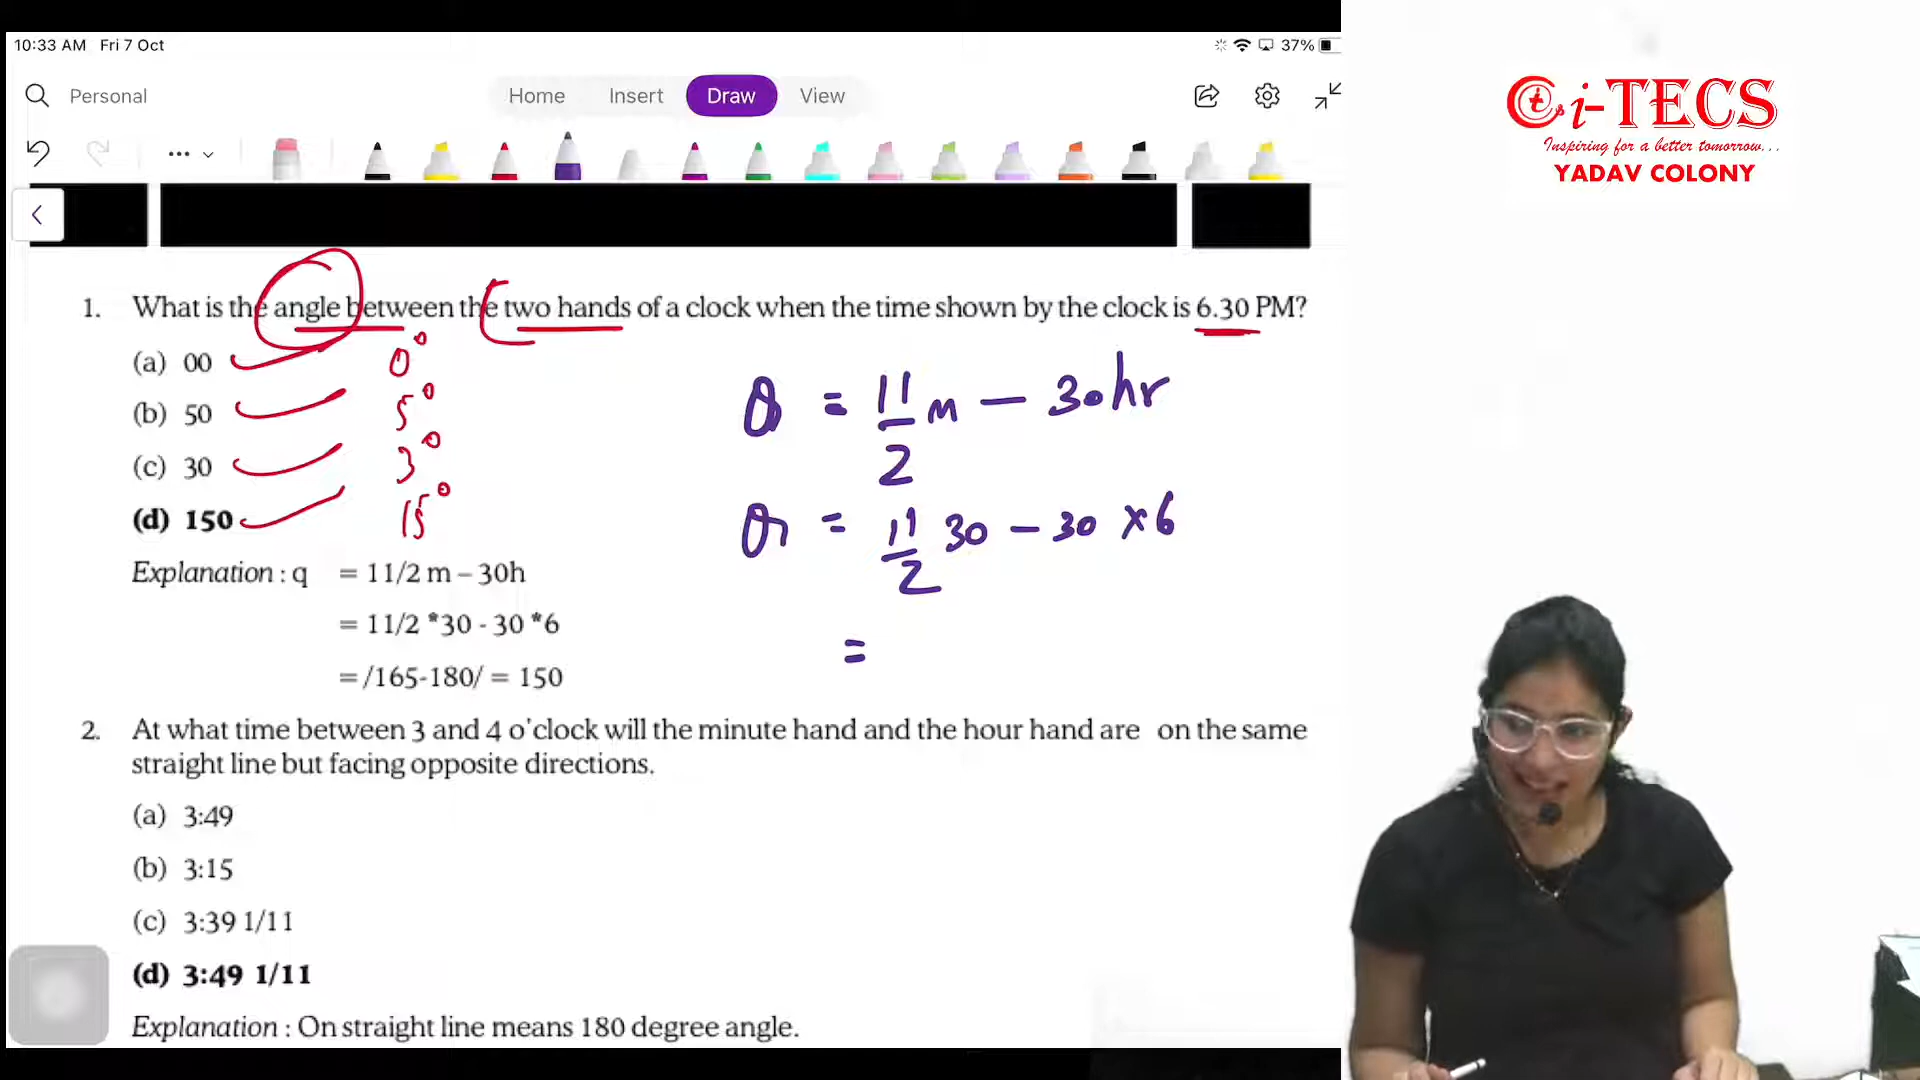 10:33 AM Fri 7 Oct
37%
Personal
Home Insert Draw View
i-TECS
Inspiring for a better tomorrow...
YADAV COLONY
1. What is the angle between the two hands of a clock when the time shown by the clock is 6.30 PM?
(a) 00
0°
(b) 50
5°
(c) 30
3°
(d) 150
15°
θ = 11/2 m — 30hr
θ = 11/2 30 — 30 × 6
=
Explanation : q = 11/2 m – 30h
= 11/2 *30 - 30 *6
= /165-180/ = 150
2. At what time between 3 and 4 o'clock will the minute hand and the hour hand are on the same
straight line but facing opposite directions.
(a) 3:49
(b) 3:15
(c) 3:39 1/11
(d) 3:49 1/11
Explanation : On straight line means 180 degree angle.